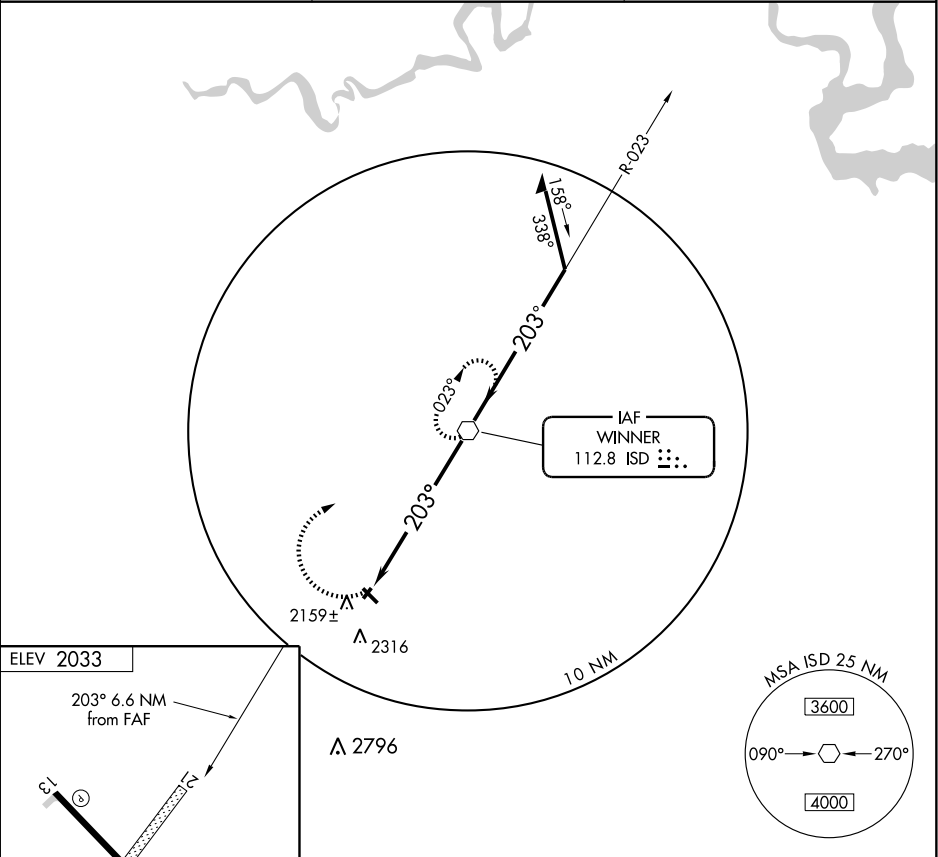 R-023
158°
338°
203°
023°
IAF
WINNER
112.8 ISD
203°
2159±
2316
10 NM
2796
ELEV 2033
203° 6.6 NM
from FAF
13
P
21
MSA ISD 25 NM
3600
090°
270°
4000